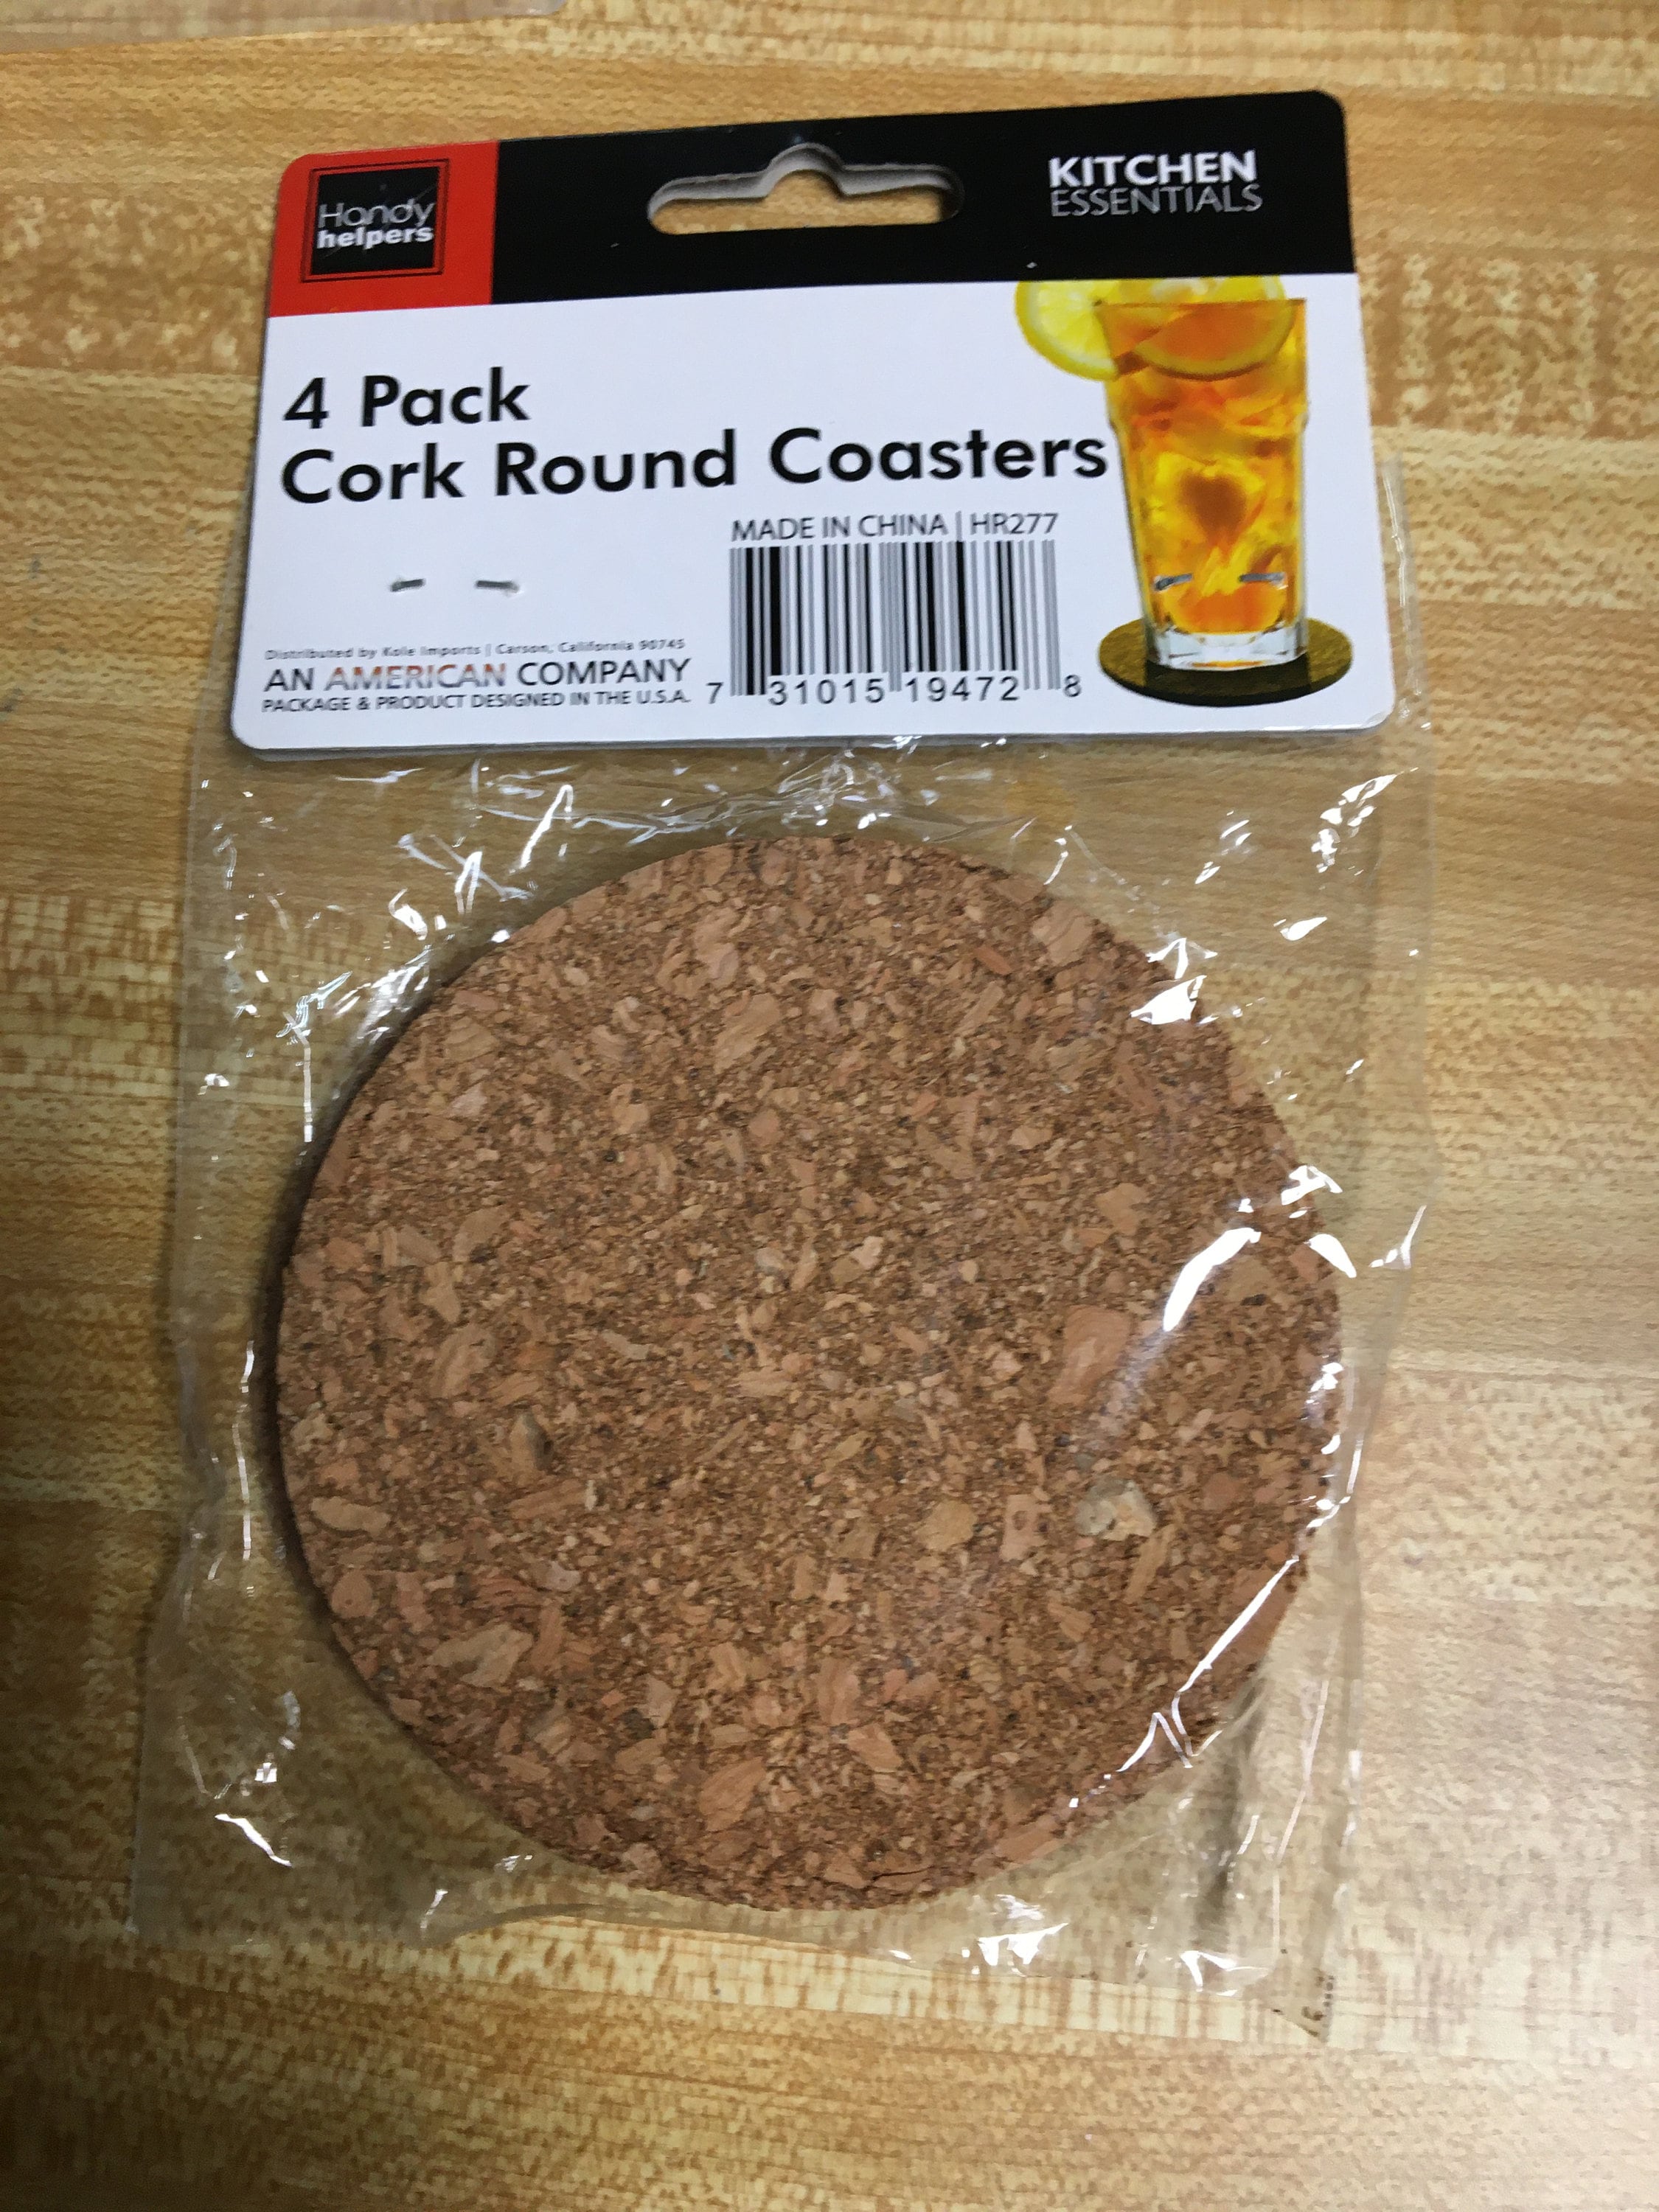 Handy
helpers
KITCHEN
ESSENTIALS
4 Pack
Cork Round Coasters
MADE IN CHINA | HR277
Distributed by Kole Imports | Carson, California 90745
AN AMERICAN COMPANY
PACKAGE & PRODUCT DESIGNED IN THE U.S.A.
7 31015 19472 8